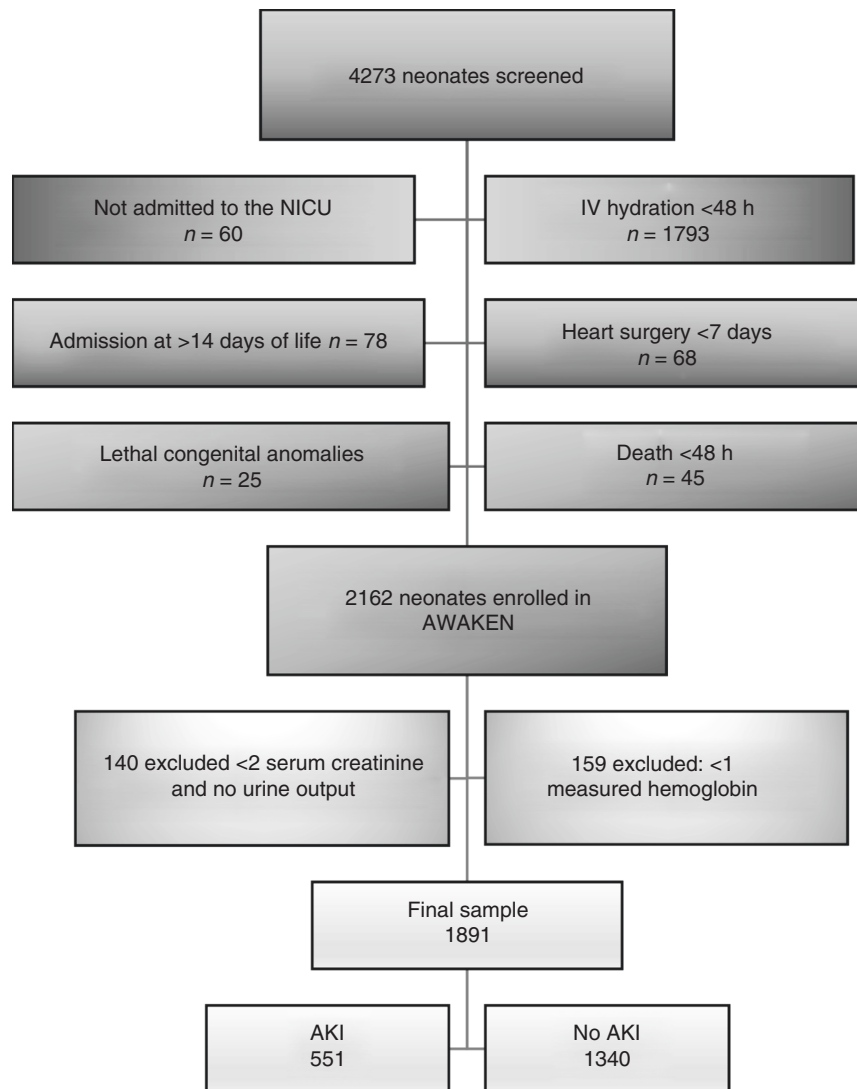 4273 neonates screened
Not admitted to the NICU
n = 60
IV hydration <48 h
n = 1793
Admission at >14 days of life n = 78
Heart surgery <7 days
n = 68
Lethal congenital anomalies
n = 25
Death <48 h
n = 45
2162 neonates enrolled in
AWAKEN
140 excluded <2 serum creatinine
and no urine output
159 excluded: <1
measured hemoglobin
Final sample
1891
AKI
551
No AKI
1340